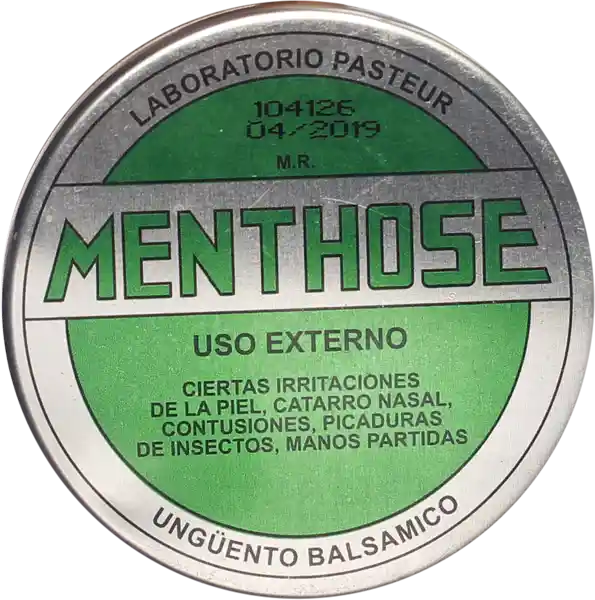 LABORATORIO PASTEUR
104126
04/2019
M.R.
MENTHOSE
USO EXTERNO
CIERTAS IRRITACIONES
DE LA PIEL, CATARRO NASAL,
CONTUSIONES, PICADURAS
DE INSECTOS, MANOS PARTIDAS
UNGÜENTO BALSAMICO